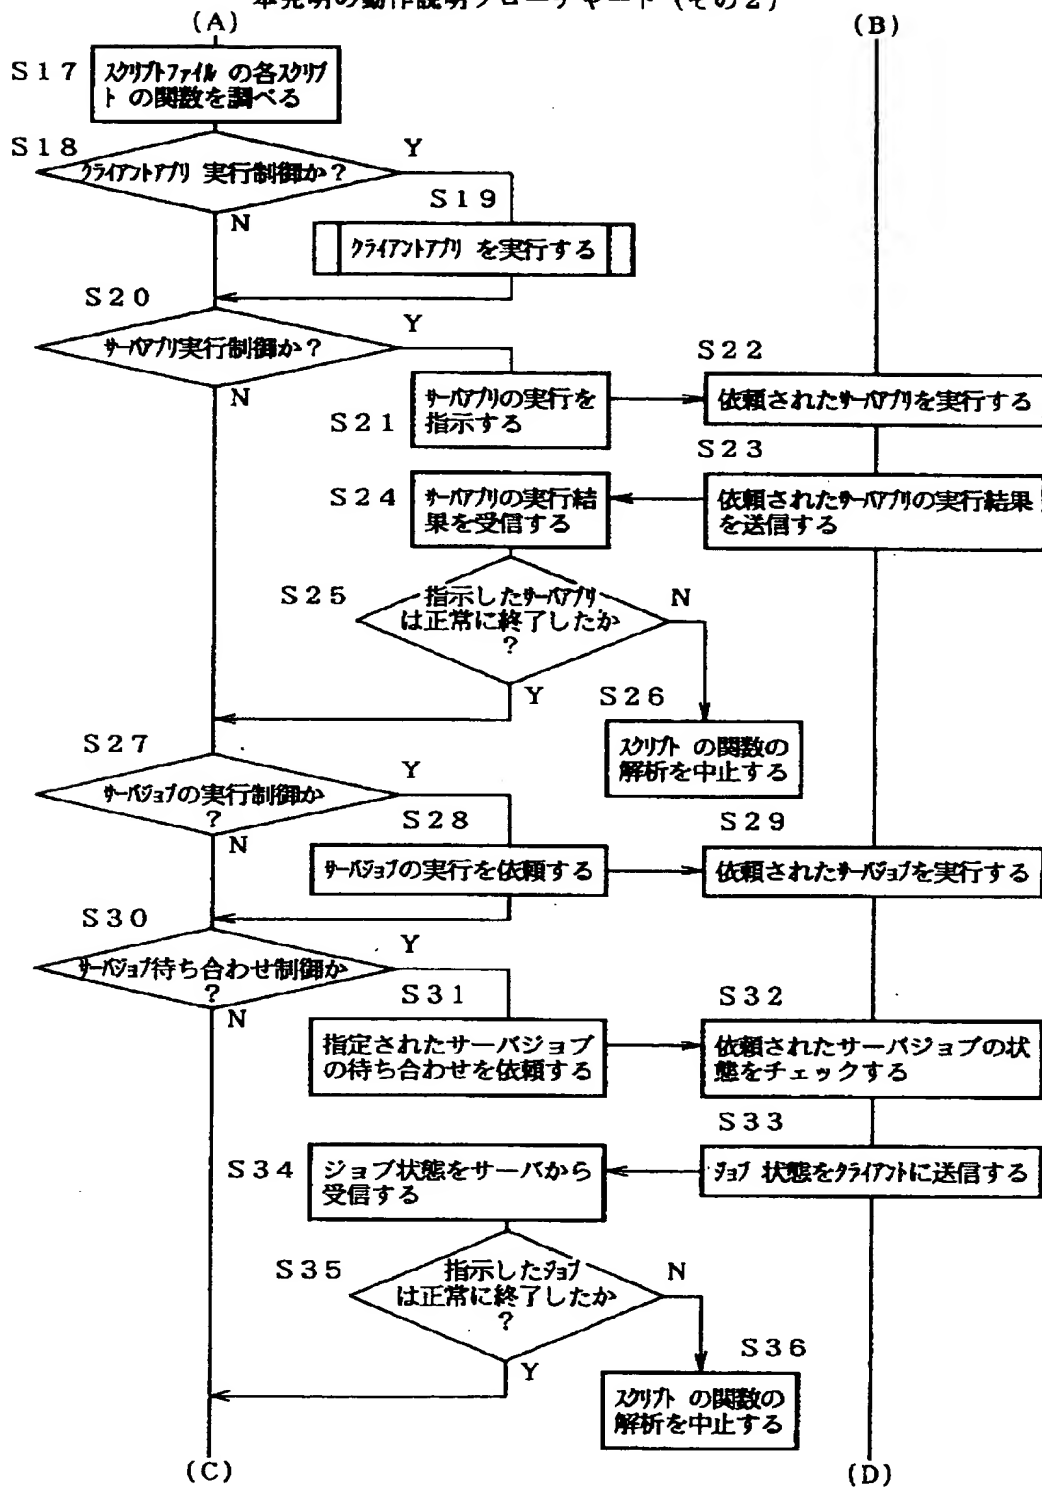 本発明の動作説明フローチャート (その2)
(A)
(B)
S17
スクリプトファイル の各スクリプ
ト の関数を調べる
S18
クライアントアプリ 実行制御か?
Y
N
S19
クライアントアプリ を実行する
S20
サーバアプリ実行制御か?
Y
N
S21
サーバアプリの実行を
指示する
S22
依頼されたサーバアプリを実行する
S23
依頼されたサーバアプリの実行結果
を送信する
S24
サーバアプリの実行結
果を受信する
S25
指示したサーバアプリ
は正常に終了したか
?
N
Y
S26
スクリプト の関数の
解析を中止する
S27
サーバジョブの実行制御か
?
Y
N
S28
サーバジョブの実行を依頼する
S29
依頼されたサーバジョブを実行する
S30
サーバジョブ待ち合わせ制御か
?
Y
N
S31
指定されたサーバジョブ
の待ち合わせを依頼する
S32
依頼されたサーバジョブの状
態をチェックする
S33
ジョブ 状態をクライアントに送信する
S34
ジョブ状態をサーバから
受信する
S35
指示したジョブ
は正常に終了したか
?
N
Y
S36
スクリプト の関数の
解析を中止する
(C)
(D)